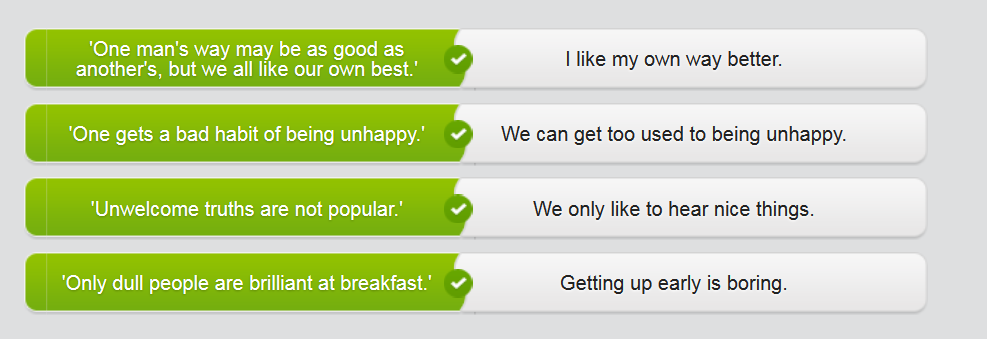 'One man's way may be as good as
another's, but we all like our own best.'
I like my own way better.
'One gets a bad habit of being unhappy.'
We can get too used to being unhappy.
'Unwelcome truths are not popular.'
We only like to hear nice things.
'Only dull people are brilliant at breakfast.'
Getting up early is boring.